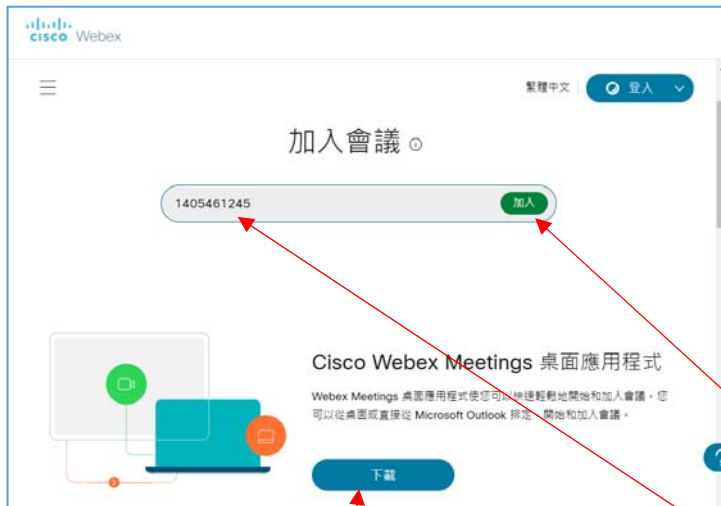 cisco Webex
繁體中文
登入
加入會議
1405461245
加入
Cisco Webex Meetings 桌面應用程式
Webex Meetings 桌面應用程式使您可以快速輕鬆地開始和加入會議。您
可以從桌面或直接從 Microsoft Outlook 排定、開始和加入會議。
下載
?